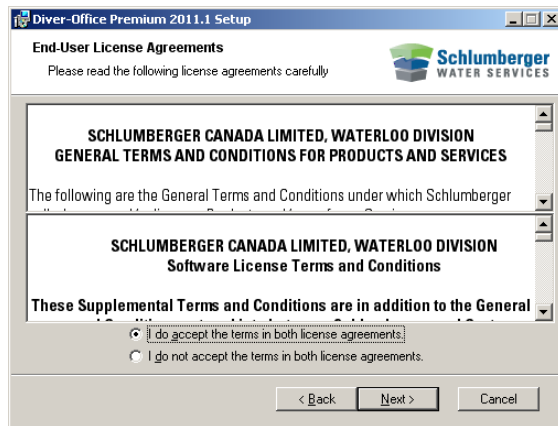 Diver-Office Premium 2011.1 Setup
End-User License Agreements
Please read the following license agreements carefully
Schlumberger
WATER SERVICES
SCHLUMBERGER CANADA LIMITED, WATERLOO DIVISION
GENERAL TERMS AND CONDITIONS FOR PRODUCTS AND SERVICES
The following are the General Terms and Conditions under which Schlumberger
SCHLUMBERGER CANADA LIMITED, WATERLOO DIVISION
Software License Terms and Conditions
These Supplemental Terms and Conditions are in addition to the General
I do accept the terms in both license agreements.
I do not accept the terms in both license agreements.
< Back
Next >
Cancel